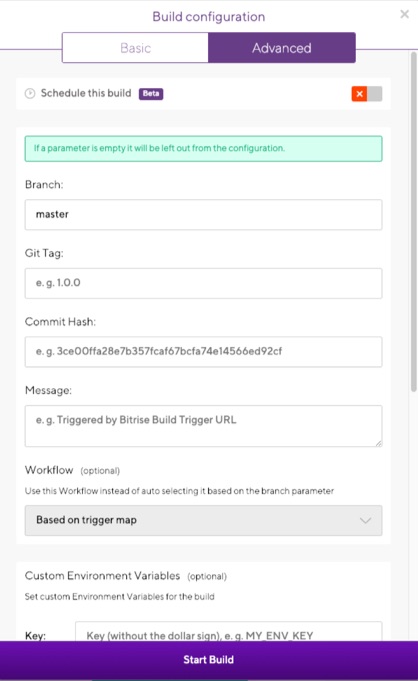 Build configuration
Basic
Advanced
Schedule this build Beta
If a parameter is empty it will be left out from the configuration.
Branch:
master
Git Tag:
e. g. 1.0.0
Commit Hash:
e. g. 3ce00ffa28e7b357fcaf67bcfa74e14566ed92cf
Message:
e. g. Triggered by Bitrise Build Trigger URL
Workflow (optional)
Use this Workflow instead of auto selecting it based on the branch parameter
Based on trigger map
Custom Environment Variables (optional)
Set custom Environment Variables for the build
Key: Key (without the dollar sign), e. g. MY_ENV_KEY
Start Build